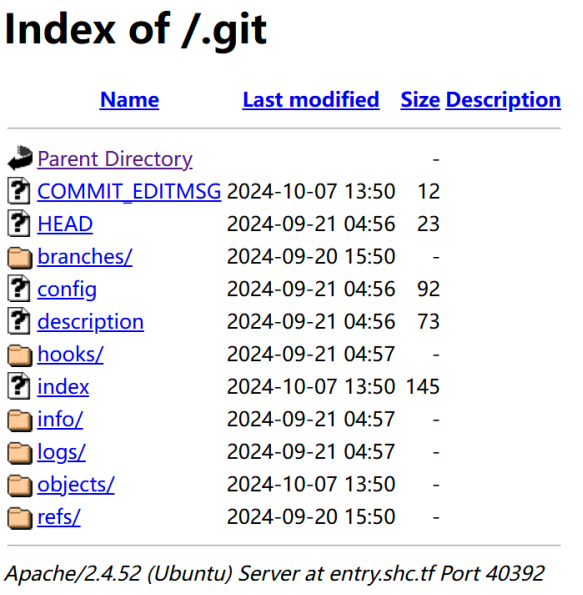 Index of /.git
Name Last modified Size Description
Parent Directory -
COMMIT_EDITMSG 2024-10-07 13:50 12
HEAD 2024-09-21 04:56 23
branches/ 2024-09-20 15:50 -
config 2024-09-21 04:56 92
description 2024-09-21 04:56 73
hooks/ 2024-09-21 04:57 -
index 2024-10-07 13:50 145
info/ 2024-09-21 04:57 -
logs/ 2024-09-21 04:57 -
objects/ 2024-10-07 13:50 -
refs/ 2024-09-20 15:50 -
Apache/2.4.52 (Ubuntu) Server at entry.shc.tf Port 40392